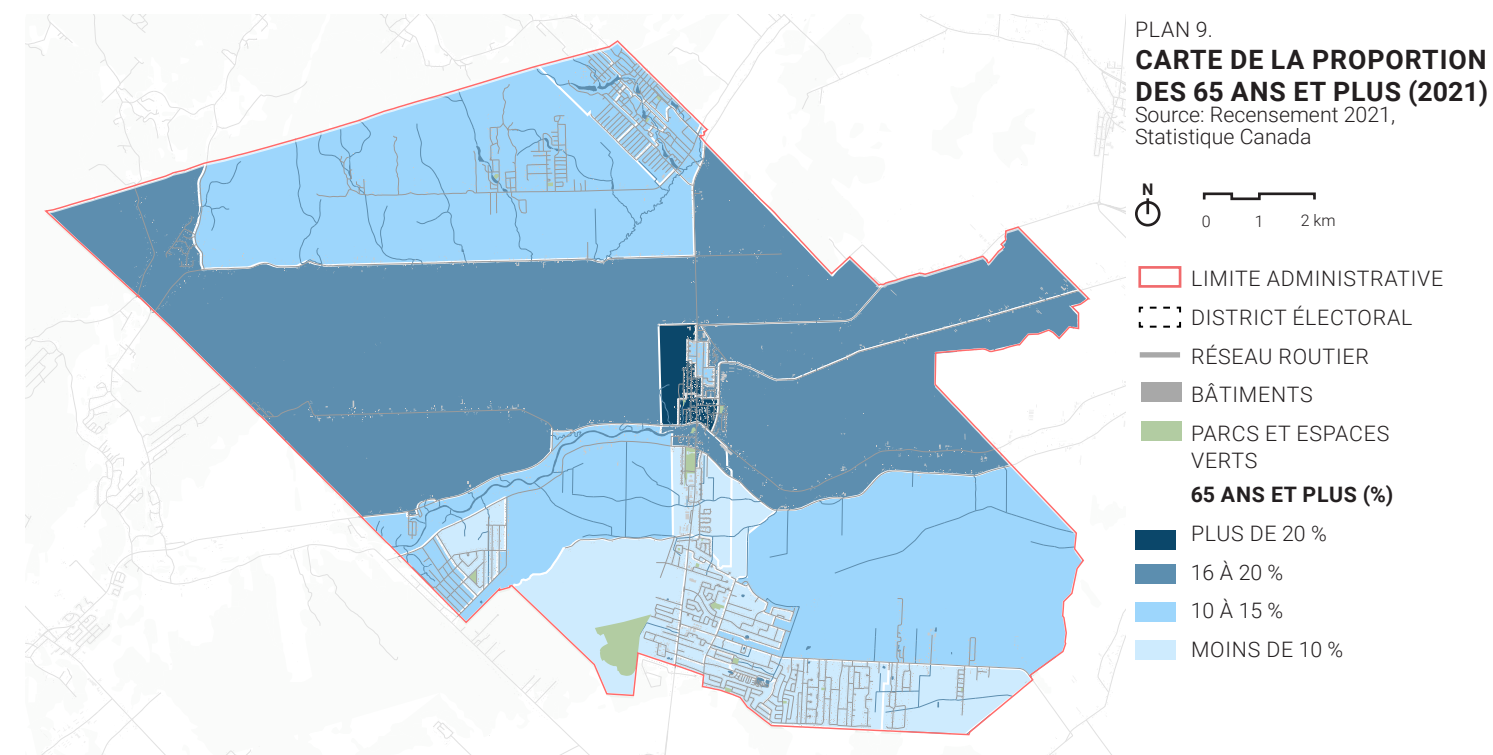 PLAN 9.
CARTE DE LA PROPORTION
DES 65 ANS ET PLUS (2021)
Source: Recensement 2021,
Statistique Canada
N
0 1 2 km
LIMITE ADMINISTRATIVE
DISTRICT ÉLECTORAL
RÉSEAU ROUTIER
BÂTIMENTS
PARCS ET ESPACES
VERTS
65 ANS ET PLUS (%)
PLUS DE 20 %
16 À 20 %
10 À 15 %
MOINS DE 10 %